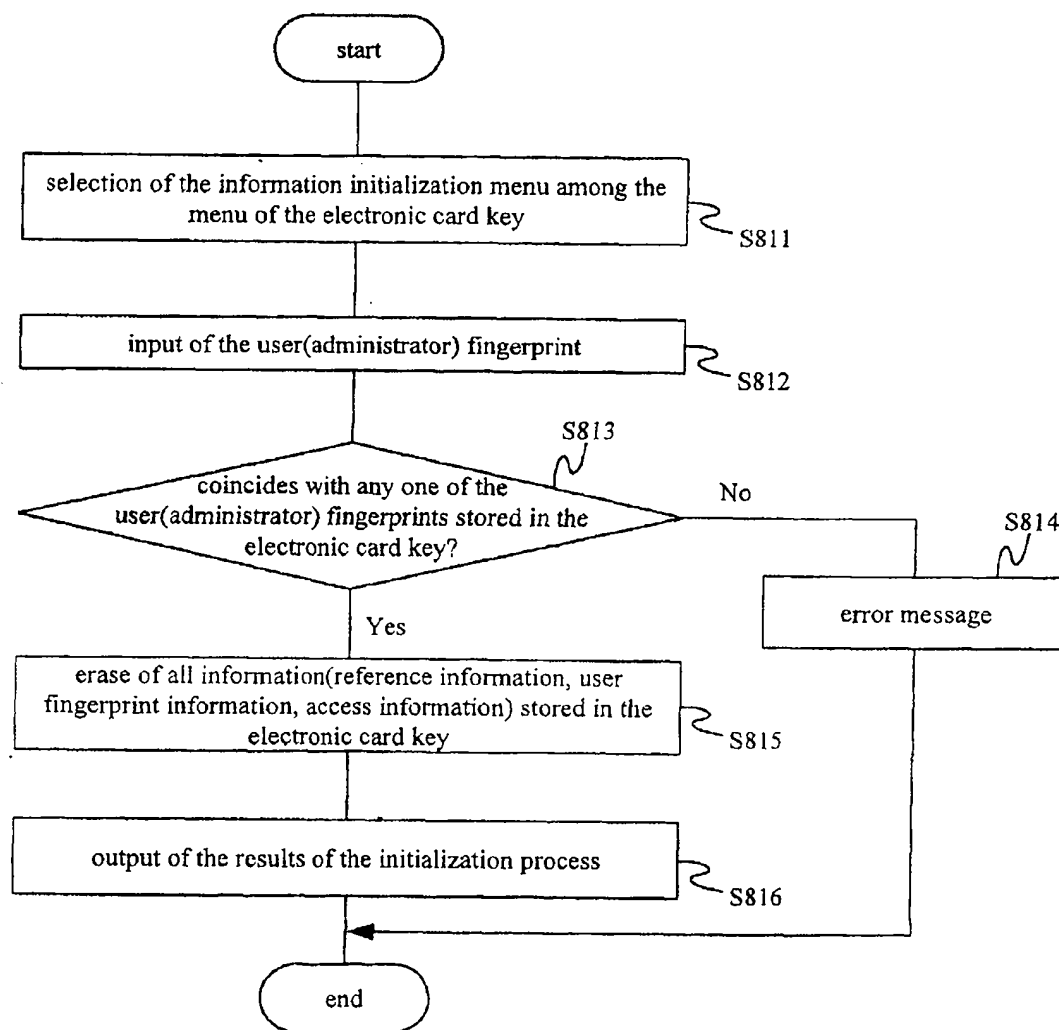 start
selection of the information initialization menu among the
menu of the electronic card key
S811
input of the user(administrator) fingerprint
S812
S813
coincides with any one of the
user(administrator) fingerprints stored in the
electronic card key?
No
S814
error message
Yes
erase of all information(reference information, user
fingerprint information, access information) stored in the
electronic card key
S815
output of the results of the initialization process
S816
end